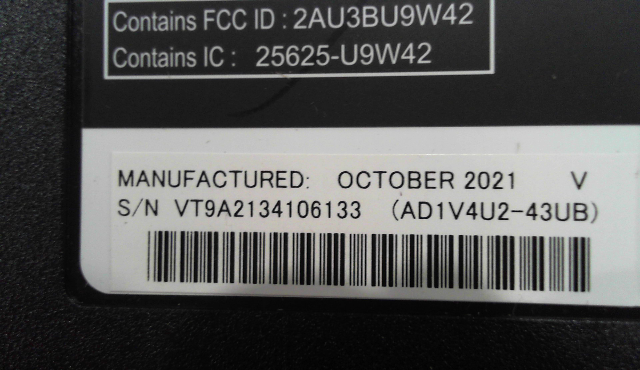 Contains FCC ID : 2AU3BU9W42
Contains IC : 25625-U9W42
MANUFACTURED: OCTOBER 2021 V
S/N VT9A2134106133 (AD1V4U2-43UB)